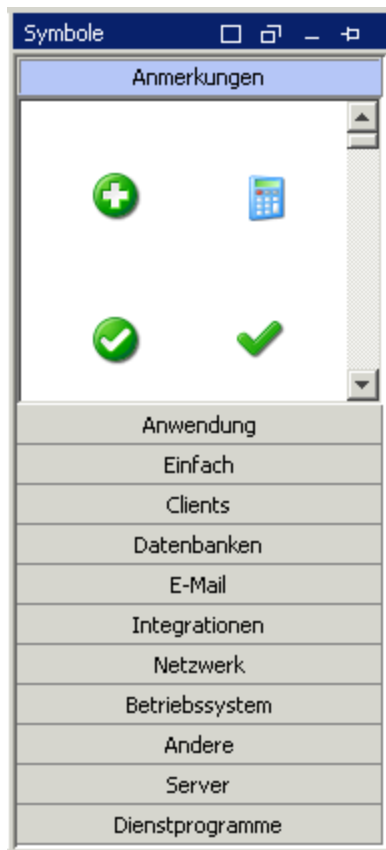 Symbole
Anmerkungen
Anwendung
Einfach
Clients
Datenbanken
E-Mail
Integrationen
Netzwerk
Betriebssystem
Andere
Server
Dienstprogramme